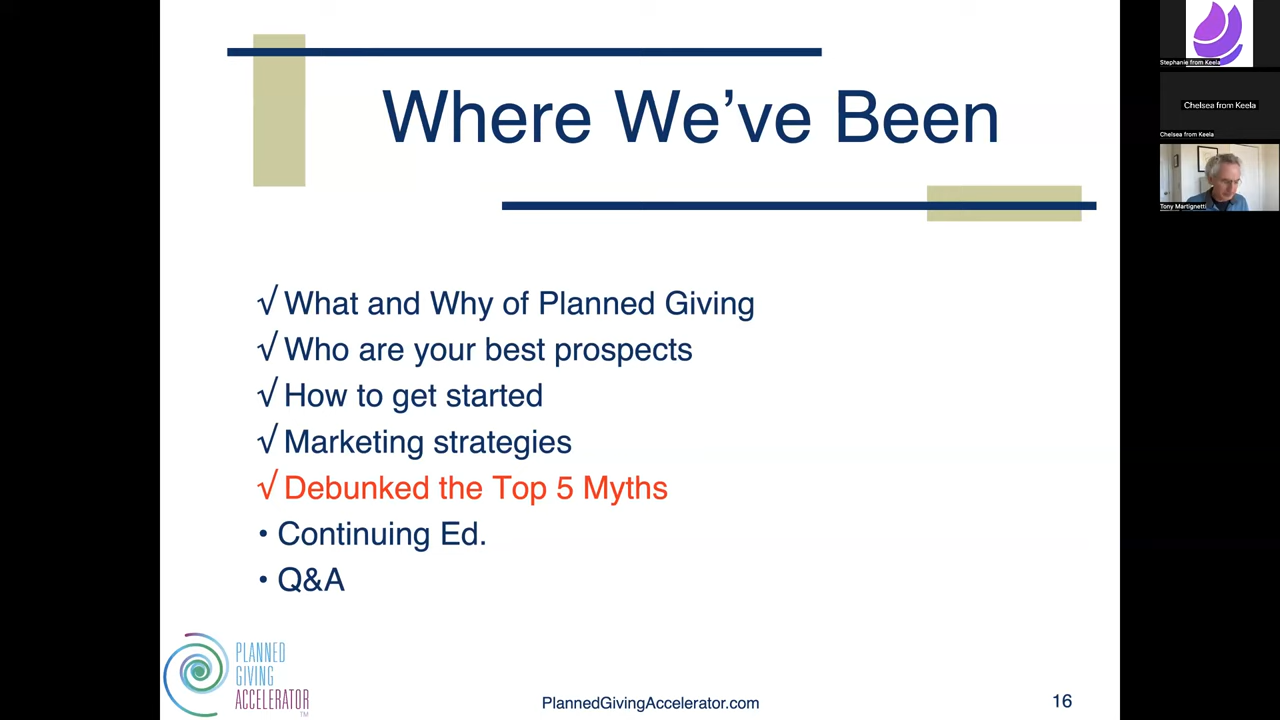 Where We’ve Been
√ What and Why of Planned Giving
√ Who are your best prospects
√ How to get started
√ Marketing strategies
√ Debunked the Top 5 Myths
• Continuing Ed.
• Q&A
PLANNED
GIVING
ACCELERATOR™
PlannedGivingAccelerator.com
16
Stephanie from Keela
Chelsea from Keela
Chelsea from Keela
Tony Martignetti